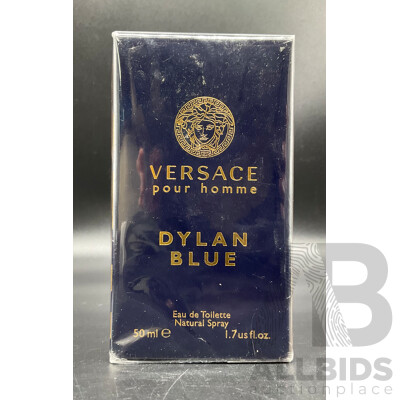 VERSACE
pour homme
DYLAN
BLUE
Eau de Toilette
Natural Spray
50 ml ℮ 1.7 us fl.oz.
ALLBIDS
auctionplace